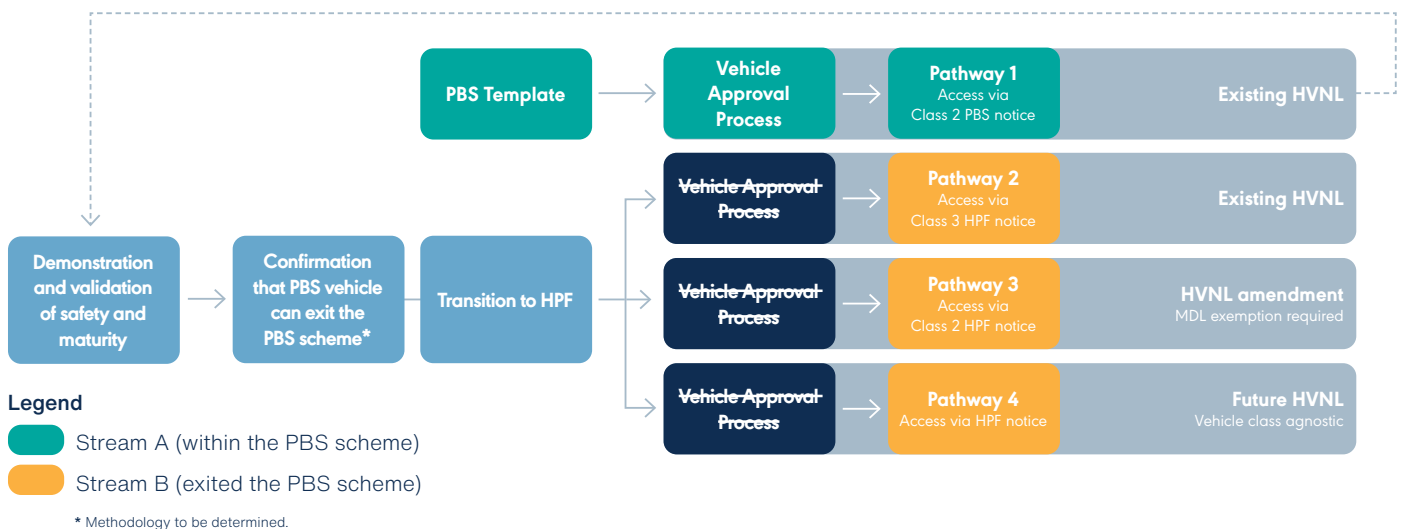 PBS Template
Vehicle
Approval
Process
Pathway 1
Access via
Class 2 PBS notice
Existing HVNL
Demonstration
and validation
of safety and
maturity
Confirmation
that PBS vehicle
can exit the
PBS scheme*
Transition to HPF
Vehicle Approval
Process
Pathway 2
Access via
Class 3 HPF notice
Existing HVNL
Vehicle Approval
Process
Pathway 3
Access via
Class 2 HPF notice
HVNL amendment
MDL exemption required
Vehicle Approval
Process
Pathway 4
Access via HPF notice
Future HVNL
Vehicle class agnostic
Legend
Stream A (within the PBS scheme)
Stream B (exited the PBS scheme)
* Methodology to be determined.